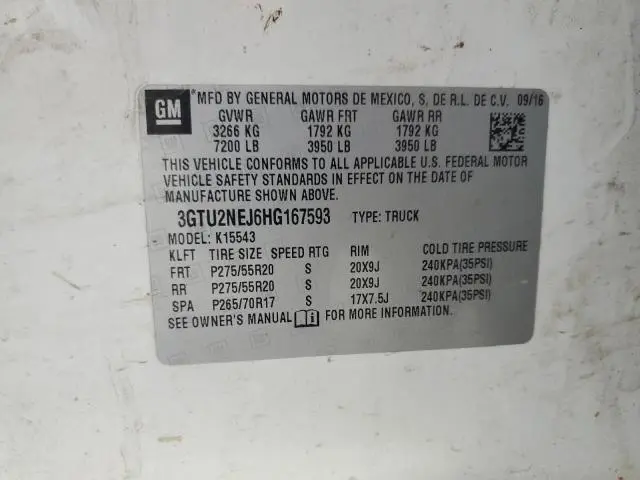 GM
*MFD BY GENERAL MOTORS DE MEXICO, S, DE R.L. DE C.V. 09/16
GVWR GAWR FRT GAWR RR
3266 KG 1792 KG 1792 KG
7200 LB 3950 LB 3950 LB
THIS VEHICLE CONFORMS TO ALL APPLICABLE U.S. FEDERAL MOTOR
VEHICLE SAFETY STANDARDS IN EFFECT ON THE DATE OF
MANUFACTURE SHOWN ABOVE.
3GTU2NEJ6HG167593 TYPE: TRUCK
MODEL: K15543
KLFT TIRE SIZE SPEED RTG RIM COLD TIRE PRESSURE
FRT P275/55R20 S 20X9J 240KPA(35PSI)
RR P275/55R20 S 20X9J 240KPA(35PSI)
SPA P265/70R17 S 17X7.5J 240KPA(35PSI)
SEE OWNER'S MANUAL i FOR MORE INFORMATION.